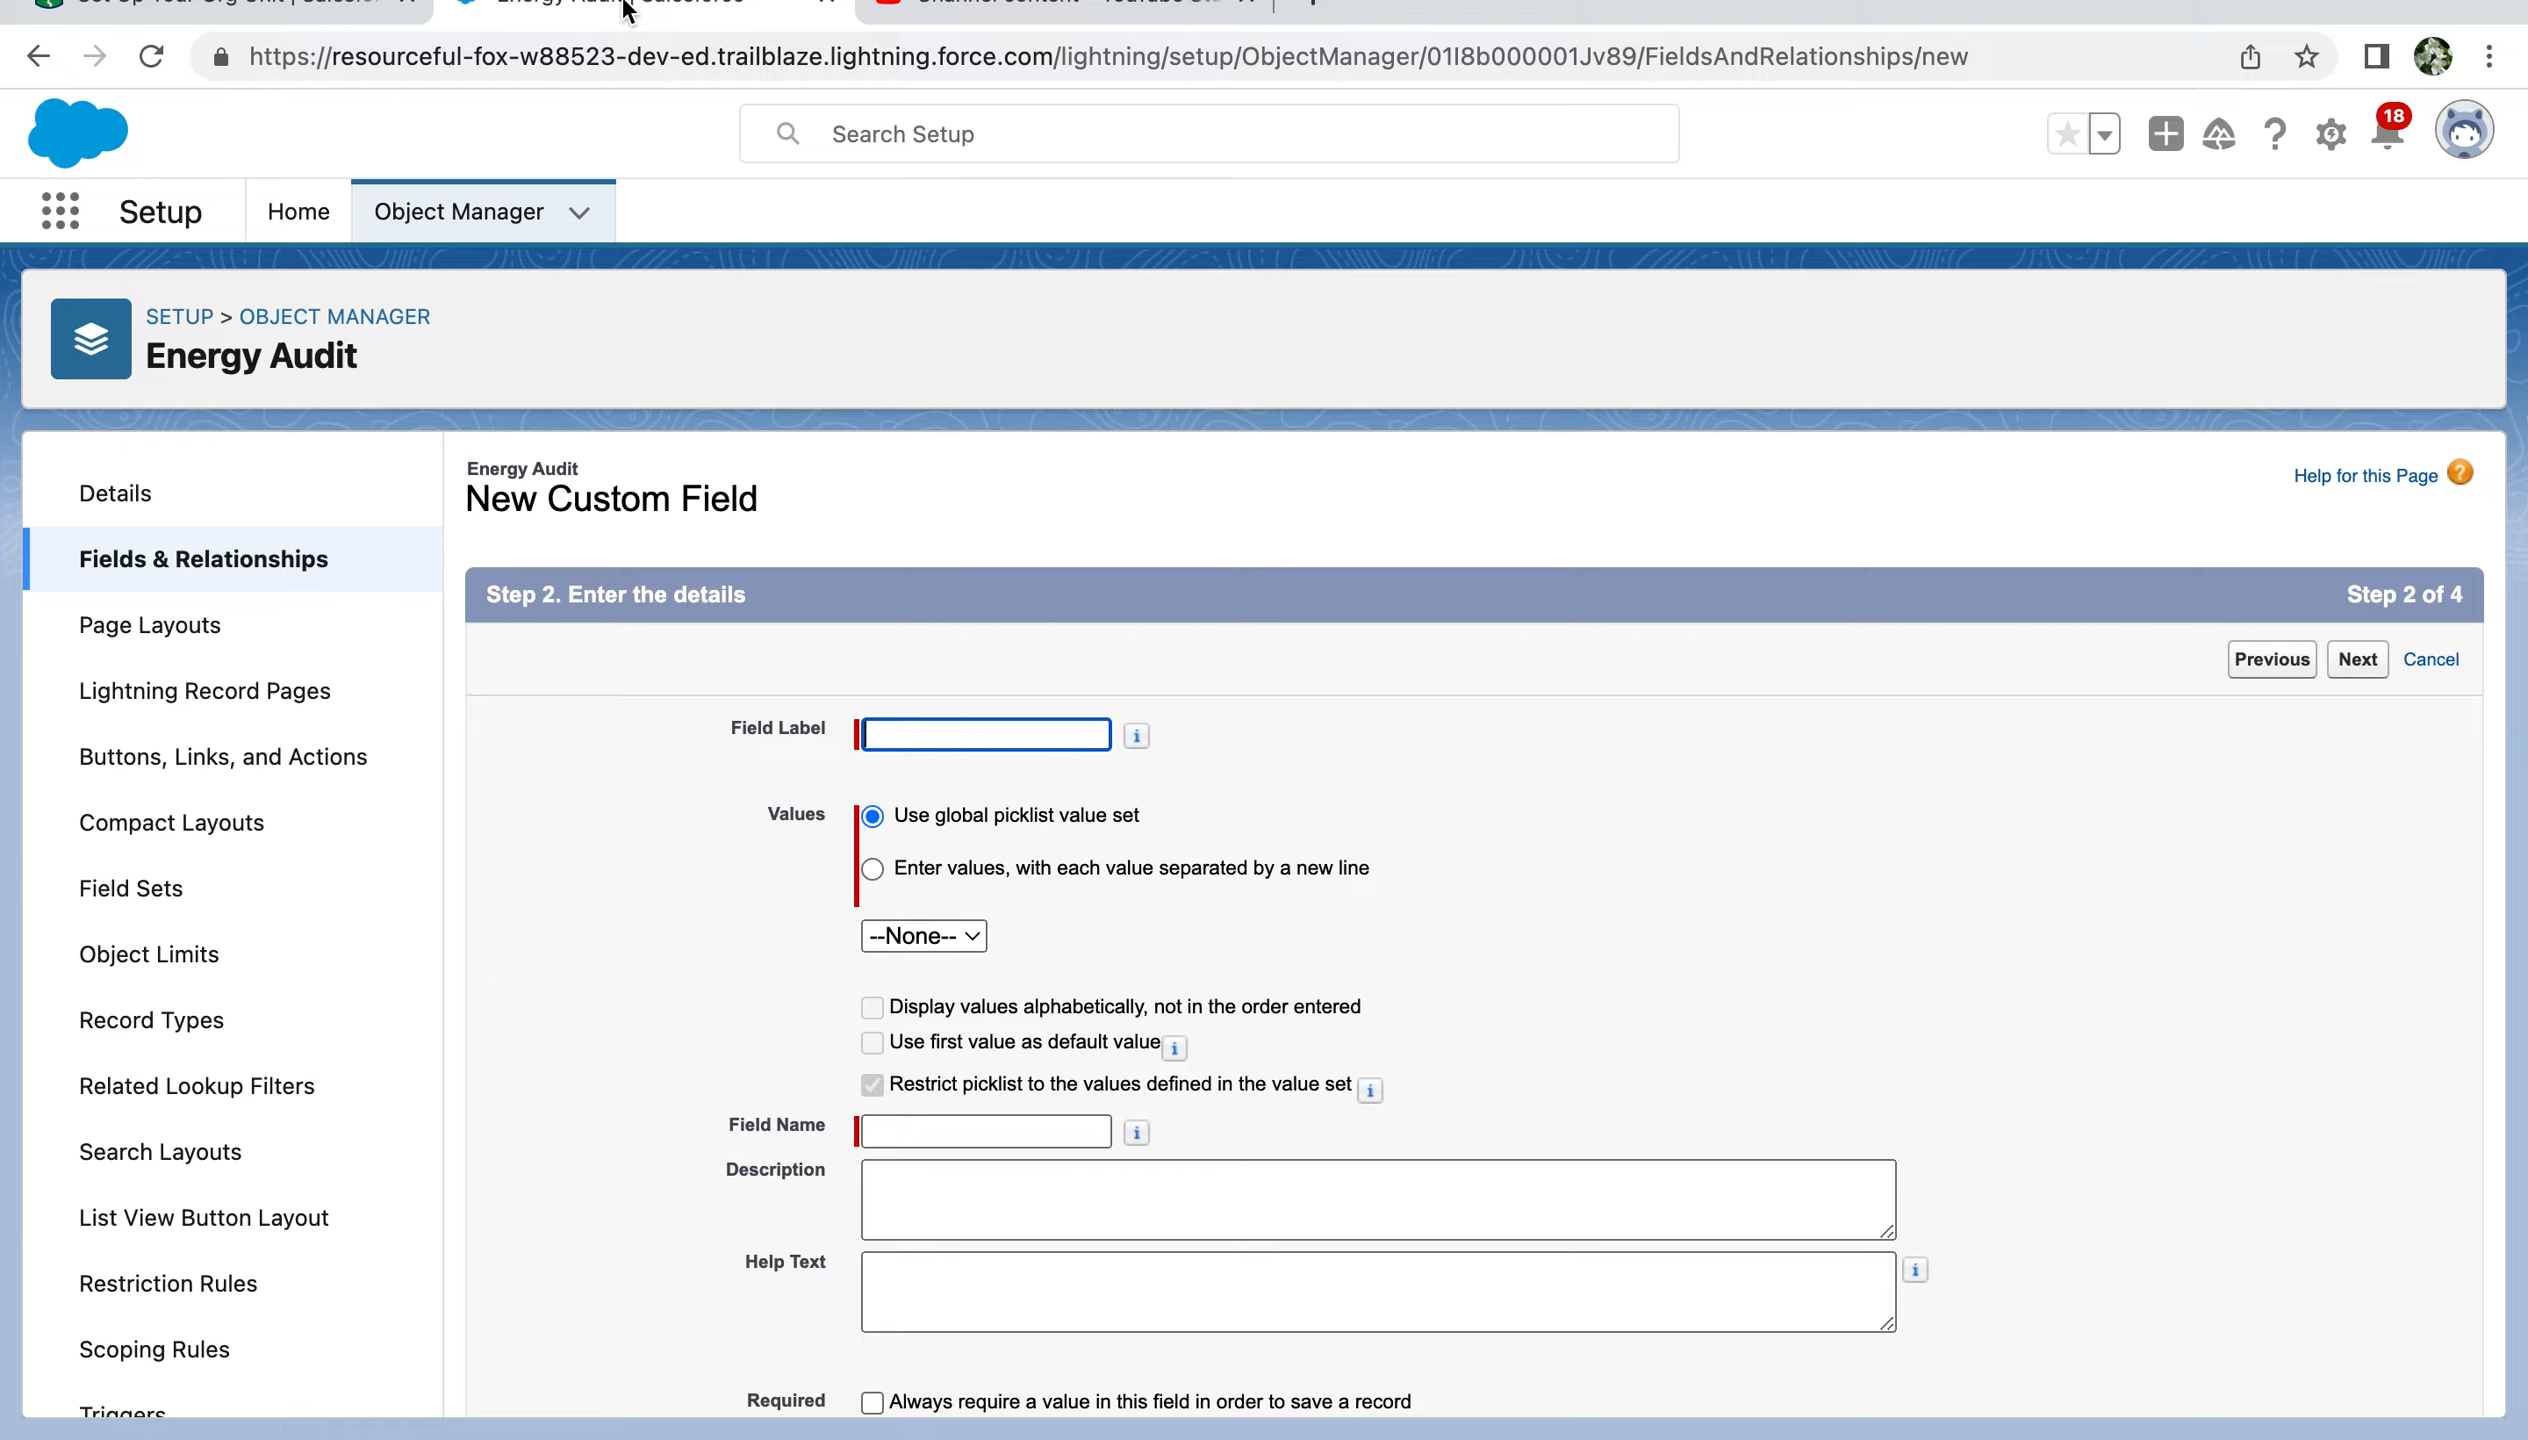 https://resourceful-fox-w88523-dev-ed.trailblaze.lightning.force.com/lightning/setup/ObjectManager/01I8b000001Jv89/FieldsAndRelationships/new
Search Setup
18
Setup
Home
Object Manager
SETUP > OBJECT MANAGER
Energy Audit
Details
Fields & Relationships
Page Layouts
Lightning Record Pages
Buttons, Links, and Actions
Compact Layouts
Field Sets
Object Limits
Record Types
Related Lookup Filters
Search Layouts
List View Button Layout
Restriction Rules
Scoping Rules
Triggers
Energy Audit
New Custom Field
Help for this Page
Step 2. Enter the details
Step 2 of 4
Previous
Next
Cancel
Field Label
Values
Use global picklist value set
Enter values, with each value separated by a new line
--None--
Display values alphabetically, not in the order entered
Use first value as default value
Restrict picklist to the values defined in the value set
Field Name
Description
Help Text
Required
Always require a value in this field in order to save a record